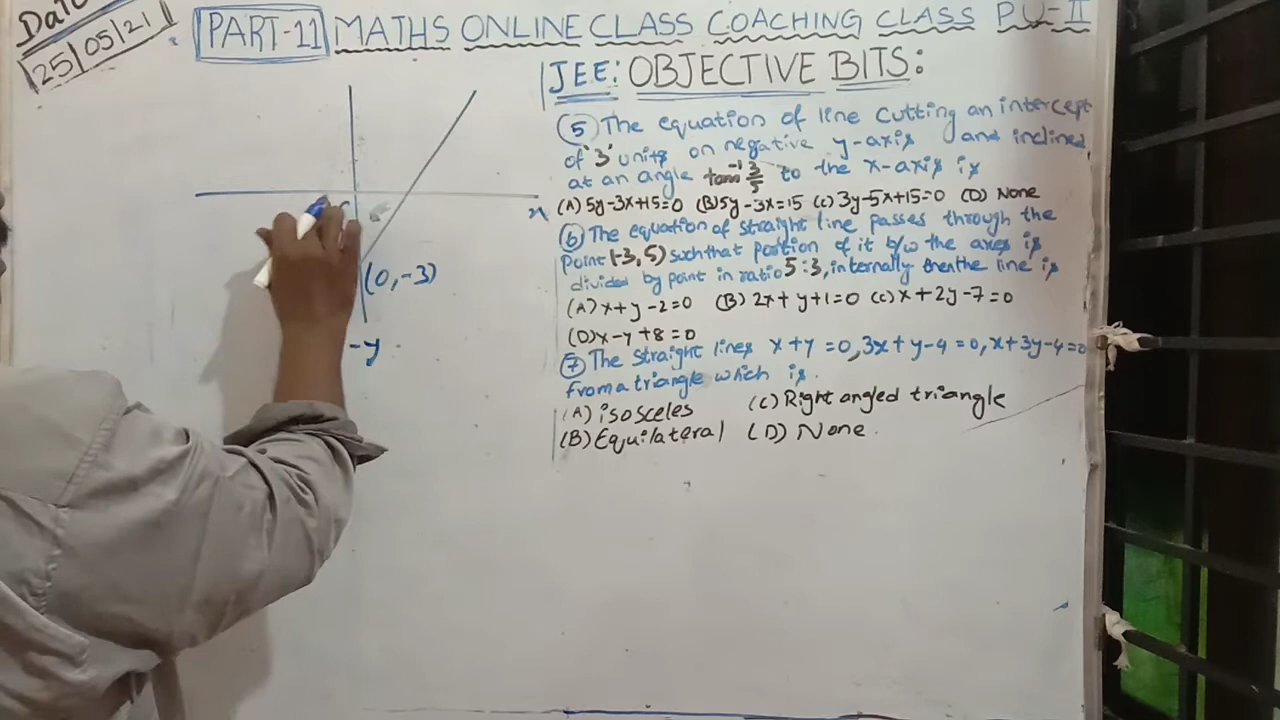 Date
25/05/21
PART-11 MATHS ONLINE CLASS COACHING CLASS P.U-II
JEE: OBJECTIVE BITS:
(5) The equation of line cutting an intercept
of '3' units on negative y-axis and inclined
at an angle tan⁻¹ 3/5 to the x-axis is
(A) 5y-3x+15=0 (B) 5y-3x=15 (C) 3y-5x+15=0 (D) None
(6) The equation of straight line passes through the
point (-3, 5) such that portion of it b/w the axes is
divided by point in ratio 5:3, internally then the line is
(A) x+y-2=0 (B) 2x+y+1=0 (C) x+2y-7=0
(D) x-y+8=0
(7) The straight lines x+y=0, 3x+y-4=0, x+3y-4=0
from a triangle which is.
(A) isosceles (C) Right angled triangle
(B) Equilateral (D) None.
x
(0,-3)
-y